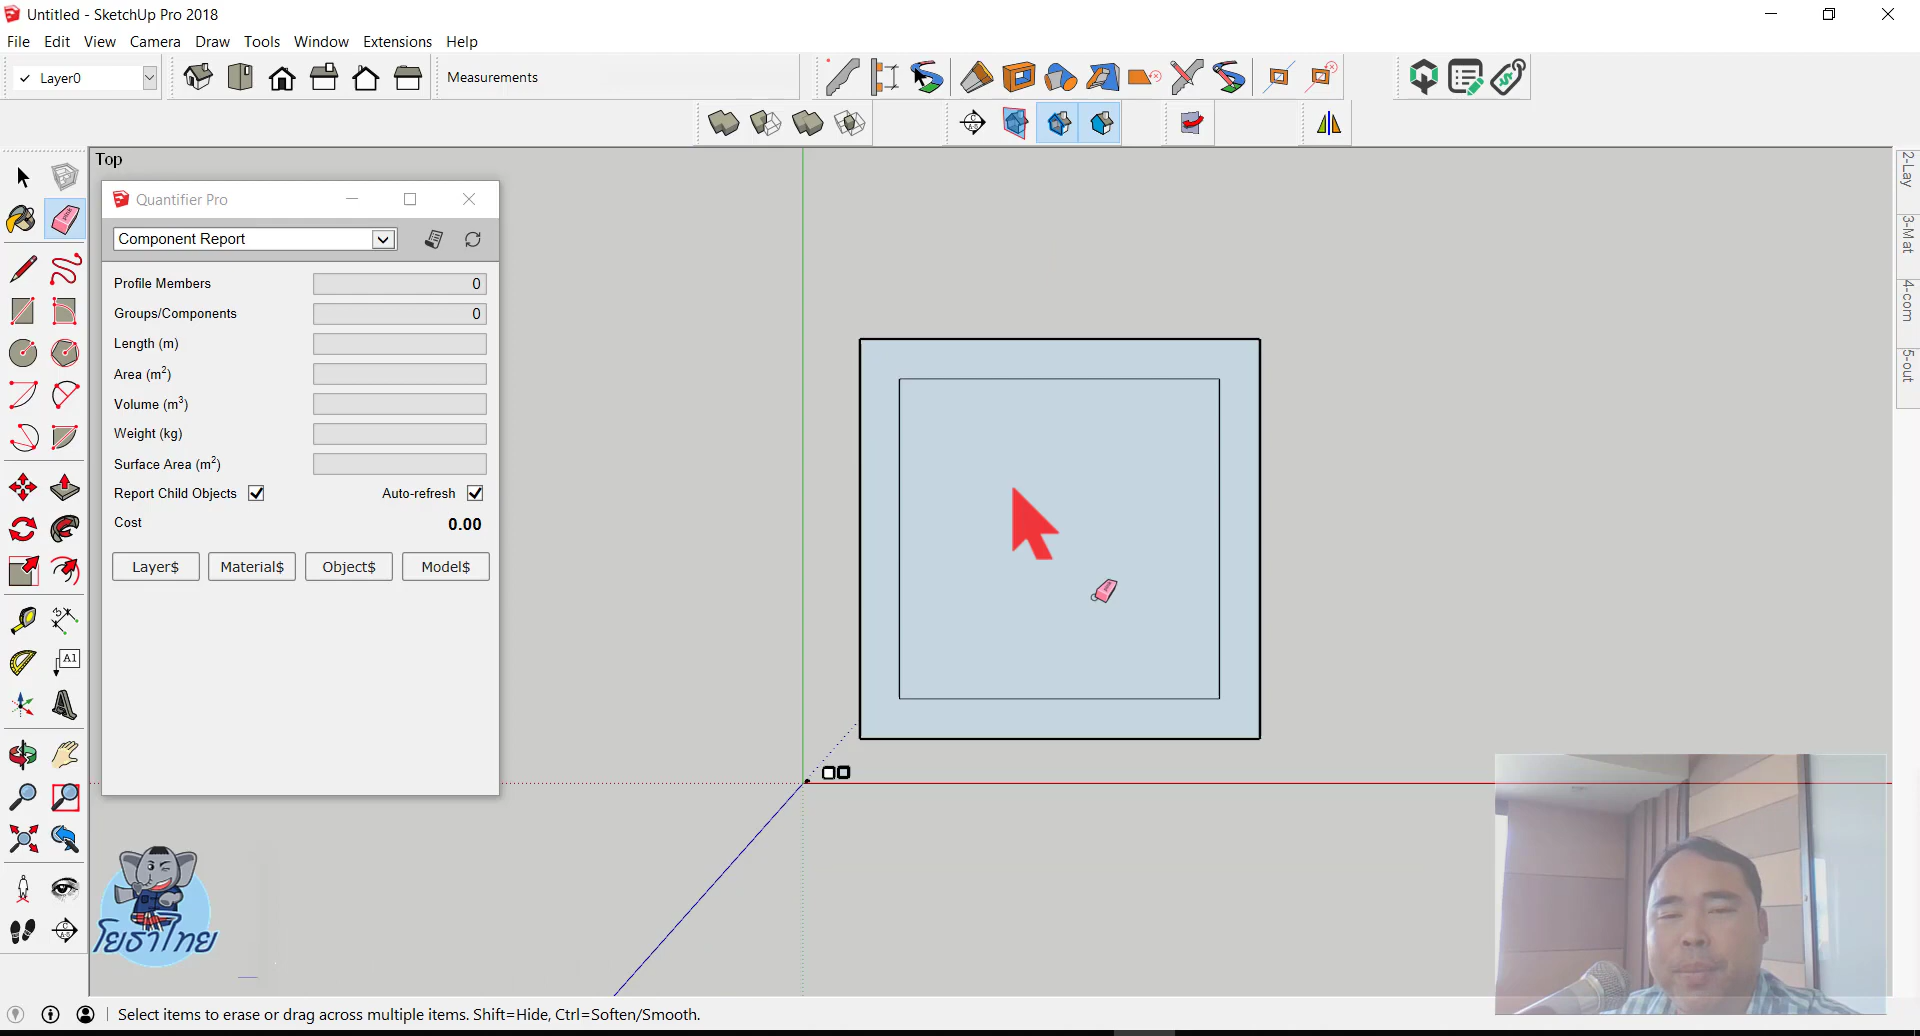 Untitled - SketchUp Pro 2018
File Edit View Camera Draw Tools Window Extensions Help
Layer0
Measurements
Top
Quantifier Pro
Component Report
Profile Members 0
Groups/Components 0
Length (m)
Area (m²)
Volume (m³)
Weight (kg)
Surface Area (m²)
Report Child Objects Auto-refresh
Cost 0.00
Layer$ Material$ Object$ Model$
A1
2-Lay
3-Mat
4-com
5-out
โยธาไทย
Select items to erase or drag across multiple items. Shift=Hide, Ctrl=Soften/Smooth.